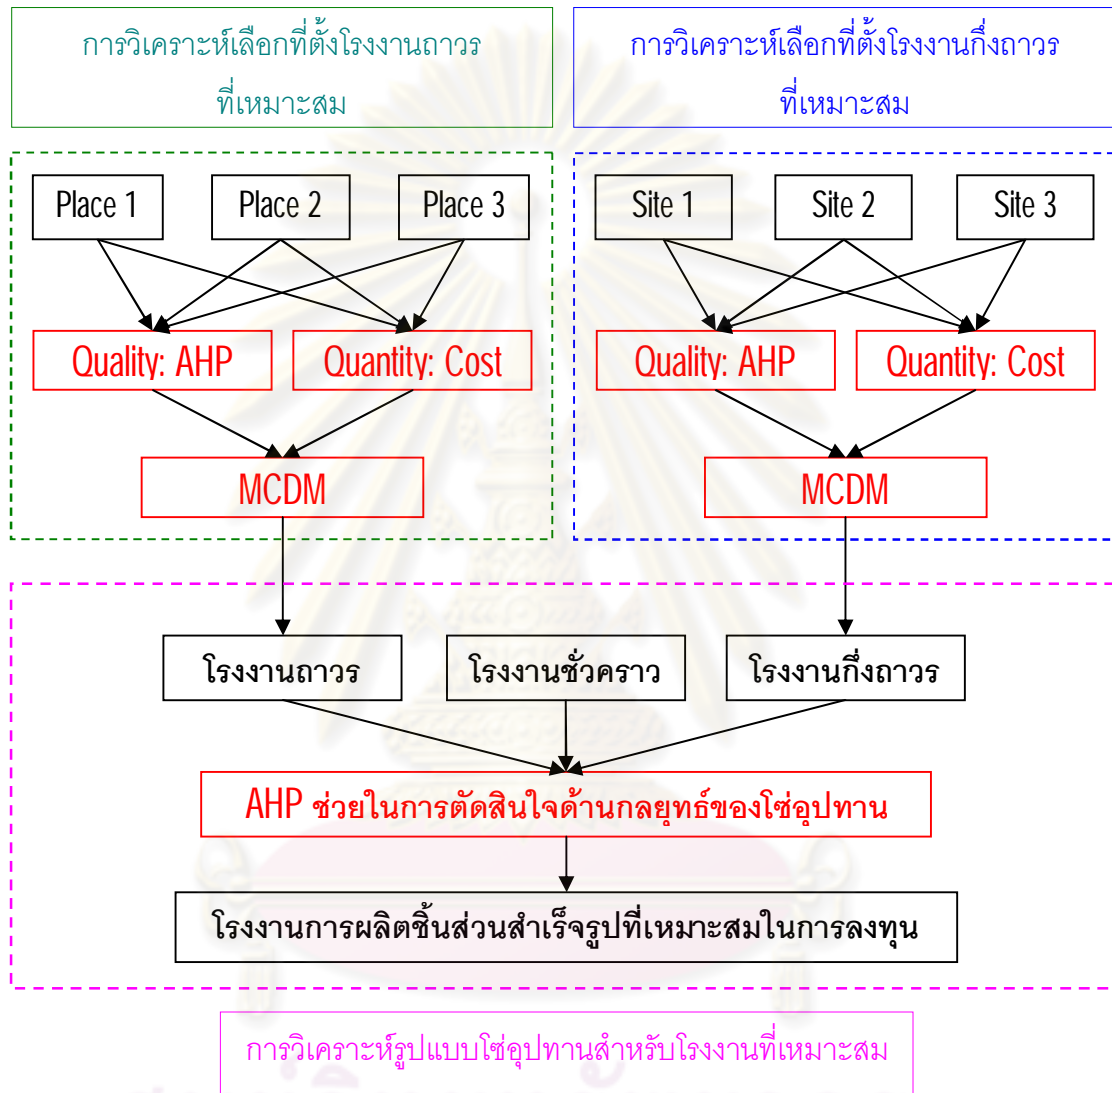 การวิเคราะห์เลือกที่ตั้งโรงงานถาวร
ที่เหมาะสม
การวิเคราะห์เลือกที่ตั้งโรงงานกึ่งถาวร
ที่เหมาะสม
Place 1
Place 2
Place 3
Site 1
Site 2
Site 3
Quality: AHP
Quantity: Cost
Quality: AHP
Quantity: Cost
MCDM
MCDM
โรงงานถาวร
โรงงานชั่วคราว
โรงงานกึ่งถาวร
AHP ช่วยในการตัดสินใจด้านกลยุทธ์ของโซ่อุปทาน
โรงงานการผลิตชิ้นส่วนสำเร็จรูปที่เหมาะสมในการลงทุน
การวิเคราะห์รูปแบบโซ่อุปทานสำหรับโรงงานที่เหมาะสม